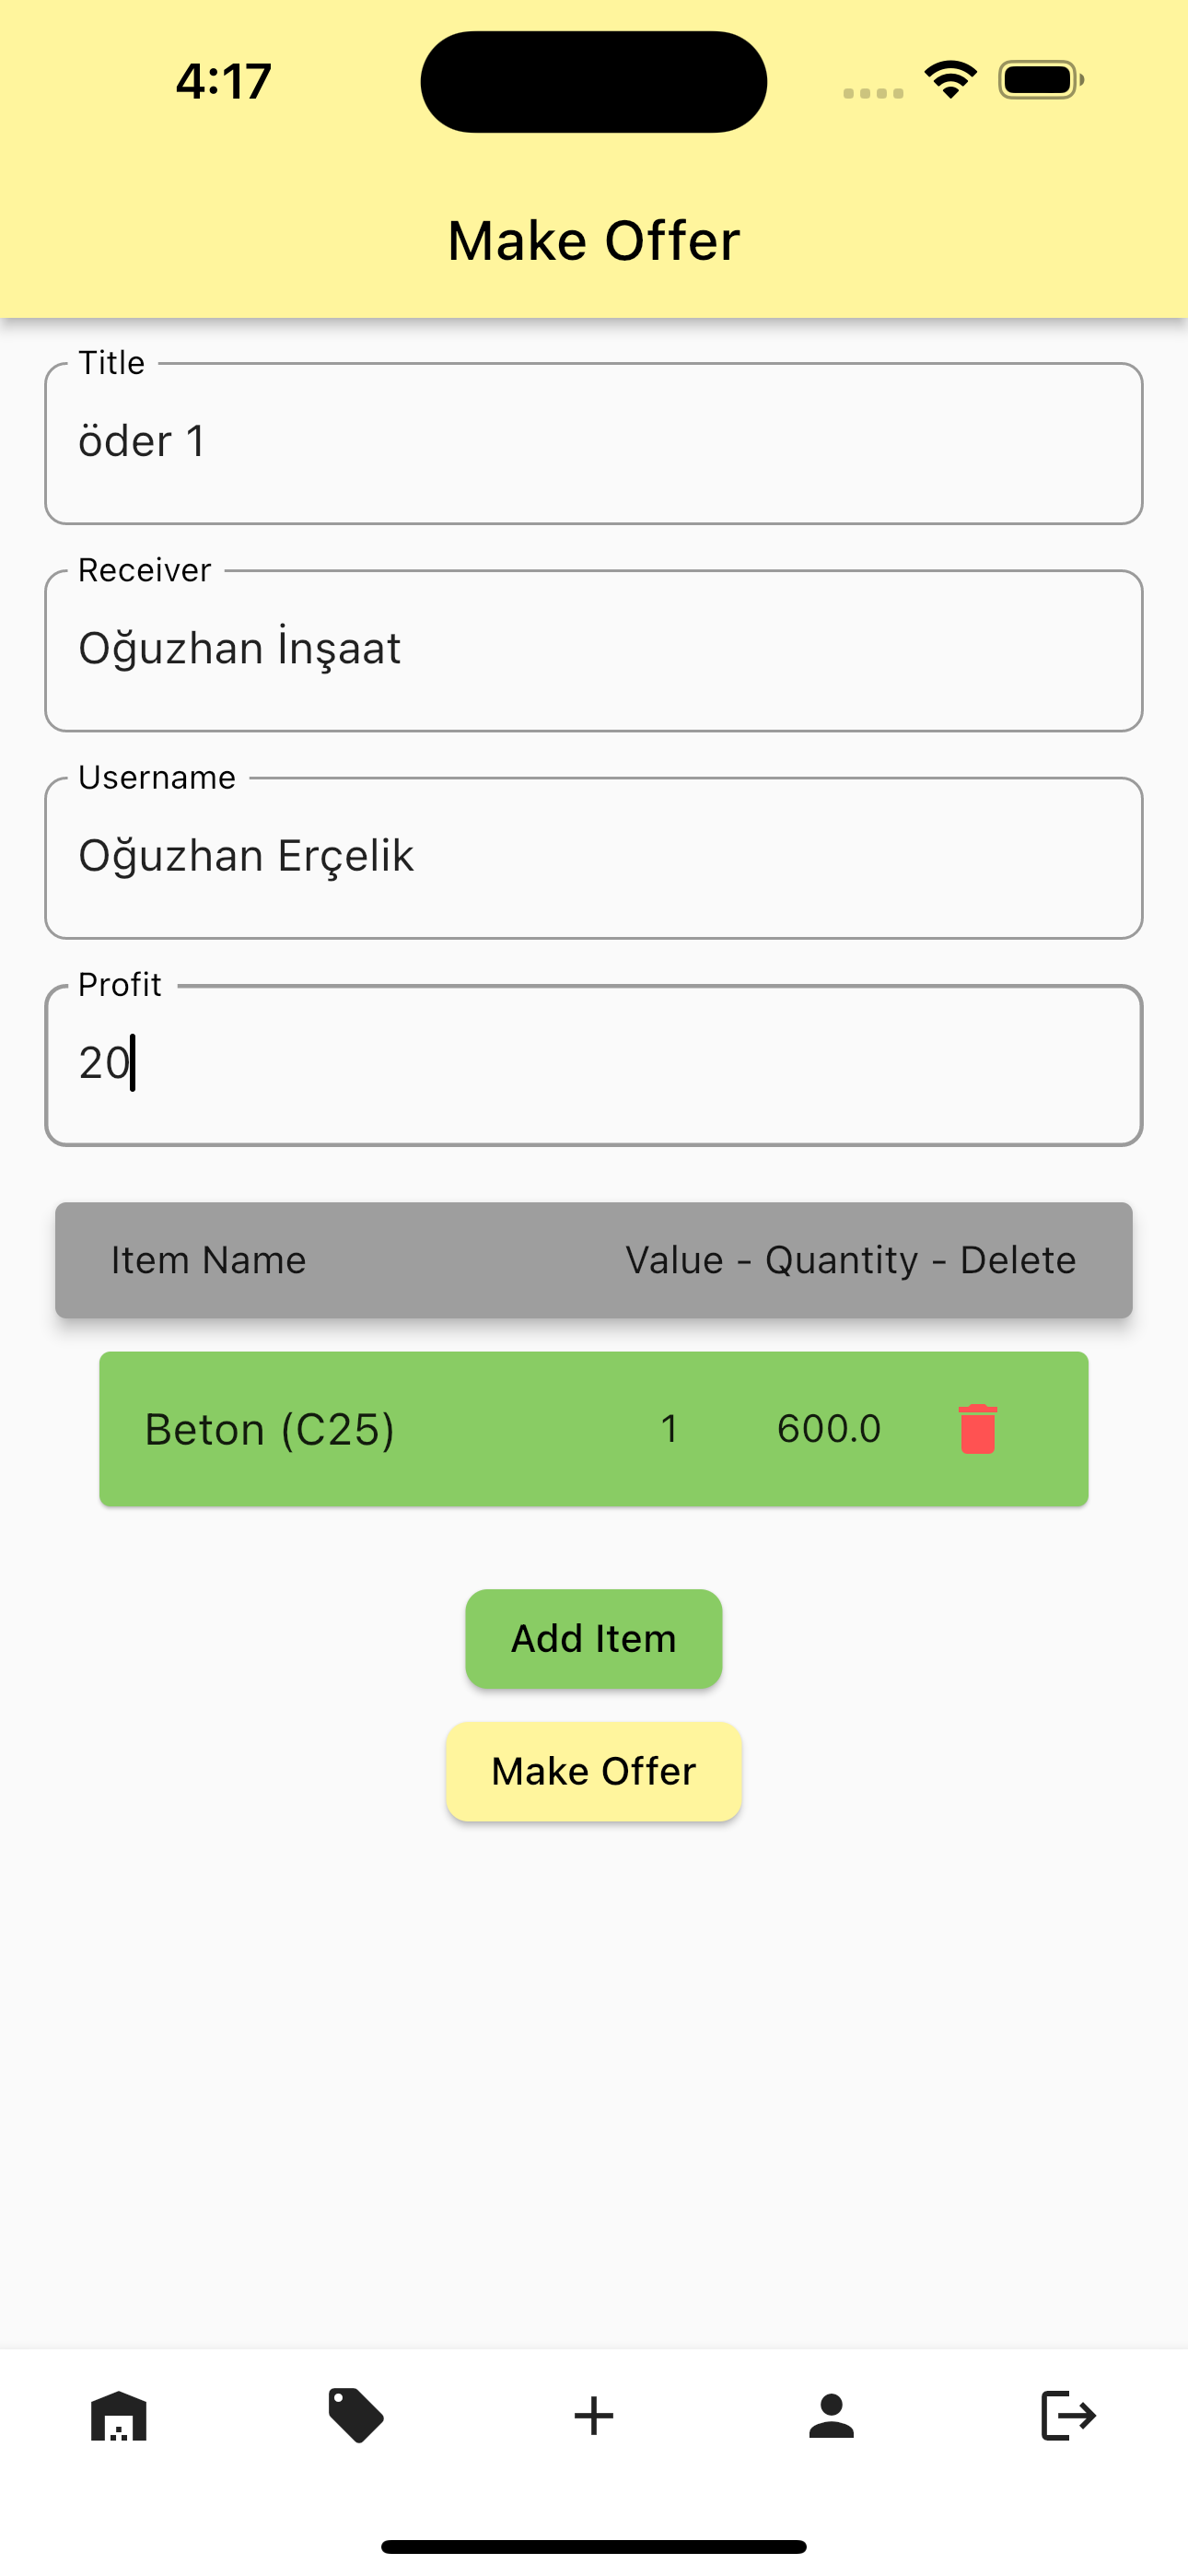 4:17
Make Offer
Title
öder 1
Receiver
Oğuzhan İnşaat
Username
Oğuzhan Erçelik
Profit
20
Item Name Value - Quantity - Delete
Beton (C25) 1 600.0
Add Item
Make Offer